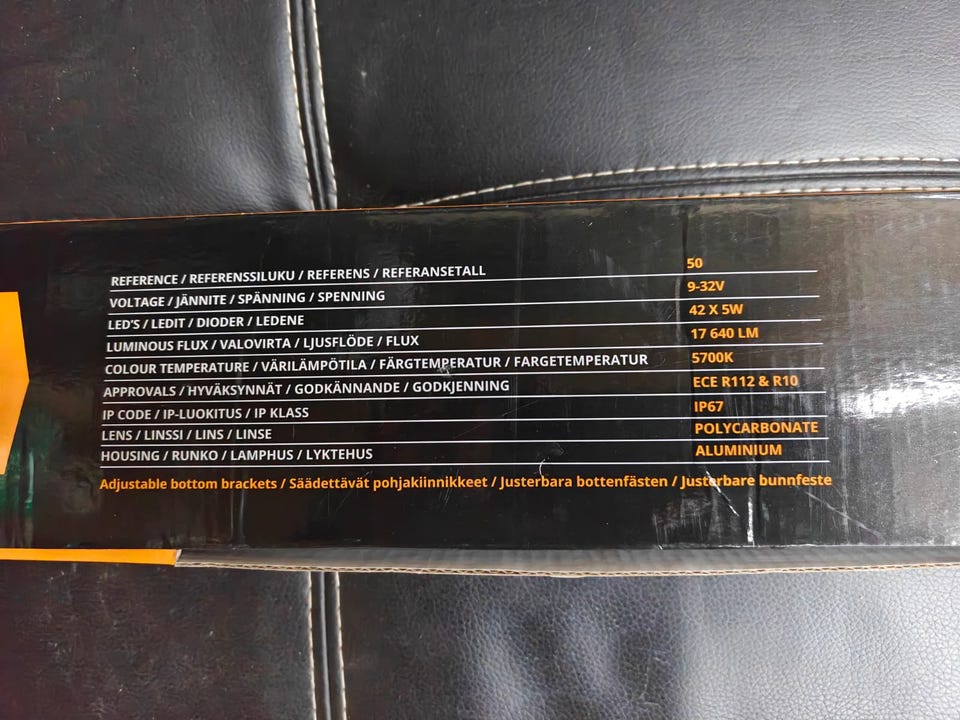 REFERENCE / REFERENSSILUKU / REFERENS / REFERANSETALL 50
VOLTAGE / JÄNNITE / SPÄNNING / SPENNING 9-32V
LED'S / LEDIT / DIODER / LEDENE 42 X 5W
LUMINOUS FLUX / VALOVIRTA / LJUSFLÖDE / FLUX 17 640 LM
COLOUR TEMPERATURE / VÄRILÄMPÖTILA / FÄRGTEMPERATUR / FARGETEMPERATUR 5700K
APPROVALS / HYVÄKSYNNÄT / GODKÄNNANDE / GODKJENNING ECE R112 & R10
IP CODE / IP-LUOKITUS / IP KLASS IP67
LENS / LINSSI / LINS / LINSE POLYCARBONATE
HOUSING / RUNKO / LAMPHUS / LYKTEHUS ALUMINIUM
Adjustable bottom brackets / Säädettävät pohjakiinnikkeet / Justerbara bottenfästen / Justerbare bunnfeste